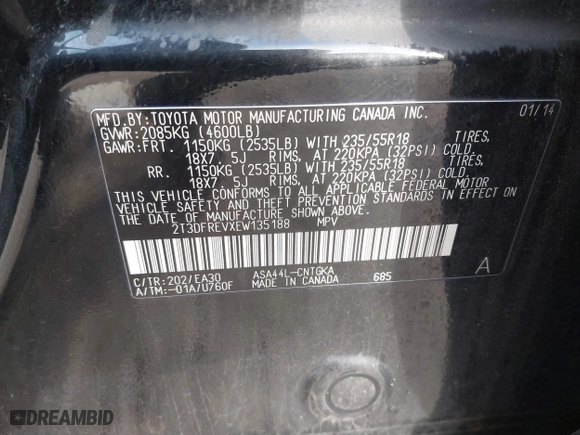 MFD.BY:TOYOTA MOTOR MANUFACTURING CANADA INC. 01/14
GVWR:2085KG (4600LB)
GAWR:FRT. 1150KG (2535LB) WITH 235/55R18 TIRES,
18X7.5J RIMS, AT 220KPA (32PSI) COLD.
RR. 1150KG (2535LB) WITH 235/55R18 TIRES,
18X7.5J RIMS, AT 220KPA (32PSI) COLD.
THIS VEHICLE CONFORMS TO ALL APPLICABLE FEDERAL MOTOR
VEHICLE SAFETY AND THEFT PREVENTION STANDARDS IN EFFECT ON
THE DATE OF MANUFACTURE SHOWN ABOVE.
2T3DFREVXEW135188 MPV
C/TR:202/EA30 ASA44L-CNTGKA A
A/TM:-01A/U760F MADE IN CANADA 685
DREAMBID